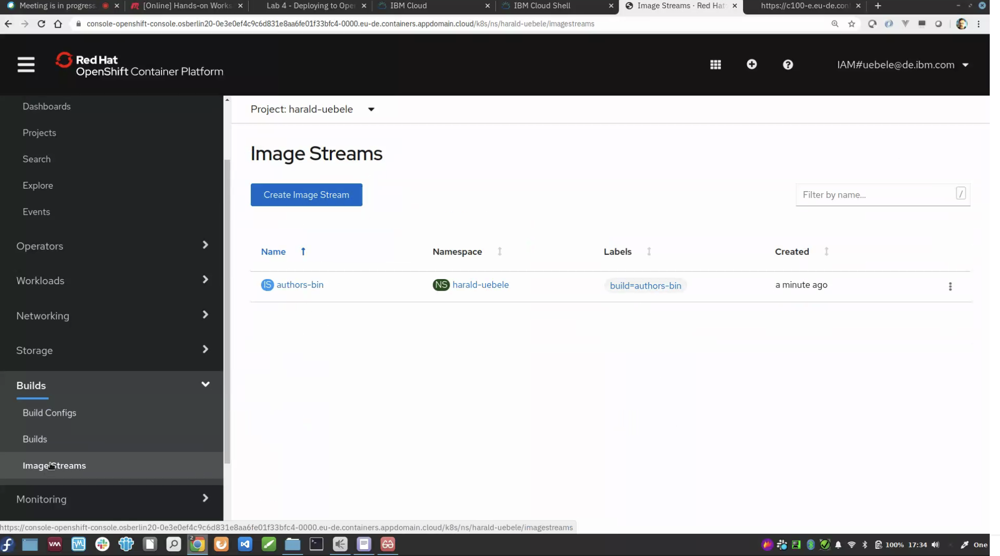 Meeting is in progress.
[Online] Hands-on Works
Lab 4 - Deploying to Ope
IBM Cloud
IBM Cloud Shell
Image Streams · Red Hat
https://c100-e.eu-de.con
console-openshift-console.osberlin20-0e3e0ef4c9c6d831e8aa6fe01f33bfc4-0000.eu-de.containers.appdomain.cloud/k8s/ns/harald-uebele/imagestreams
Red Hat
OpenShift Container Platform
IAM#uebele@de.ibm.com
Dashboards
Projects
Search
Explore
Events
Operators
Workloads
Networking
Storage
Builds
Build Configs
Builds
Image Streams
Monitoring
Project: harald-uebele
Image Streams
Create Image Stream
Filter by name...
/
Name
Namespace
Labels
Created
IS authors-bin
NS harald-uebele
build=authors-bin
a minute ago
https://console-openshift-console.osberlin20-0e3e0ef4c9c6d831e8aa6fe01f33bfc4-0000.eu-de.containers.appdomain.cloud/k8s/ns/harald-uebele/imagestreams
vm
2
100%
17:34
One